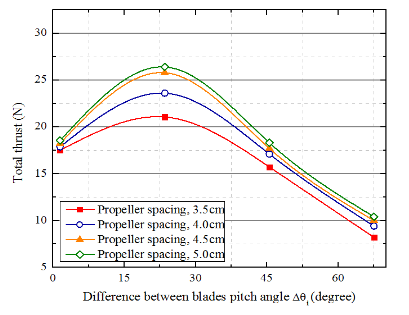 30
25
20
15
10
5
Total thrust (N)
Propeller spacing, 3.5cm
Propeller spacing, 4.0cm
Propeller spacing, 4.5cm
Propeller spacing, 5.0cm
0 15 30 45 60
Difference between blades pitch angle Δθ₁(degree)